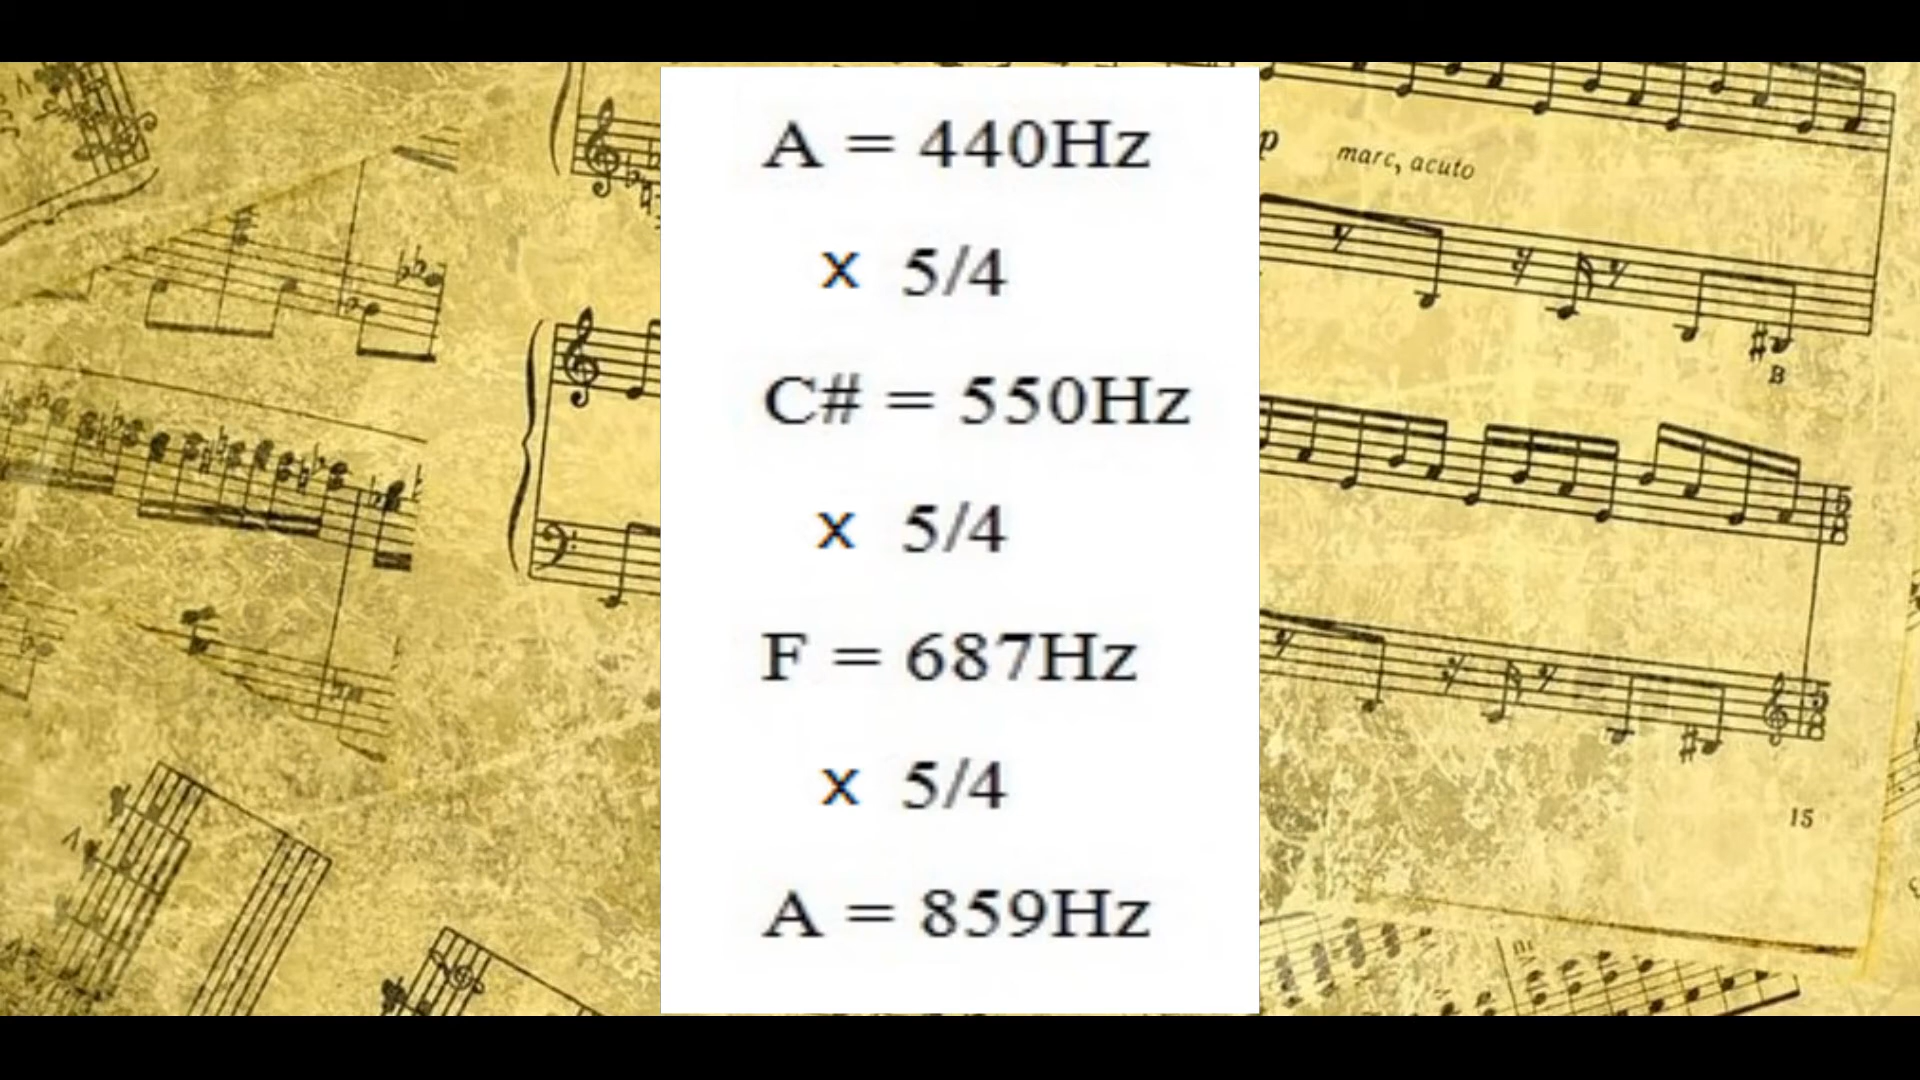 A = 440Hz
x 5/4
C# = 550Hz
x 5/4
F = 687Hz
x 5/4
A = 859Hz
p
marc, acuto
B
15